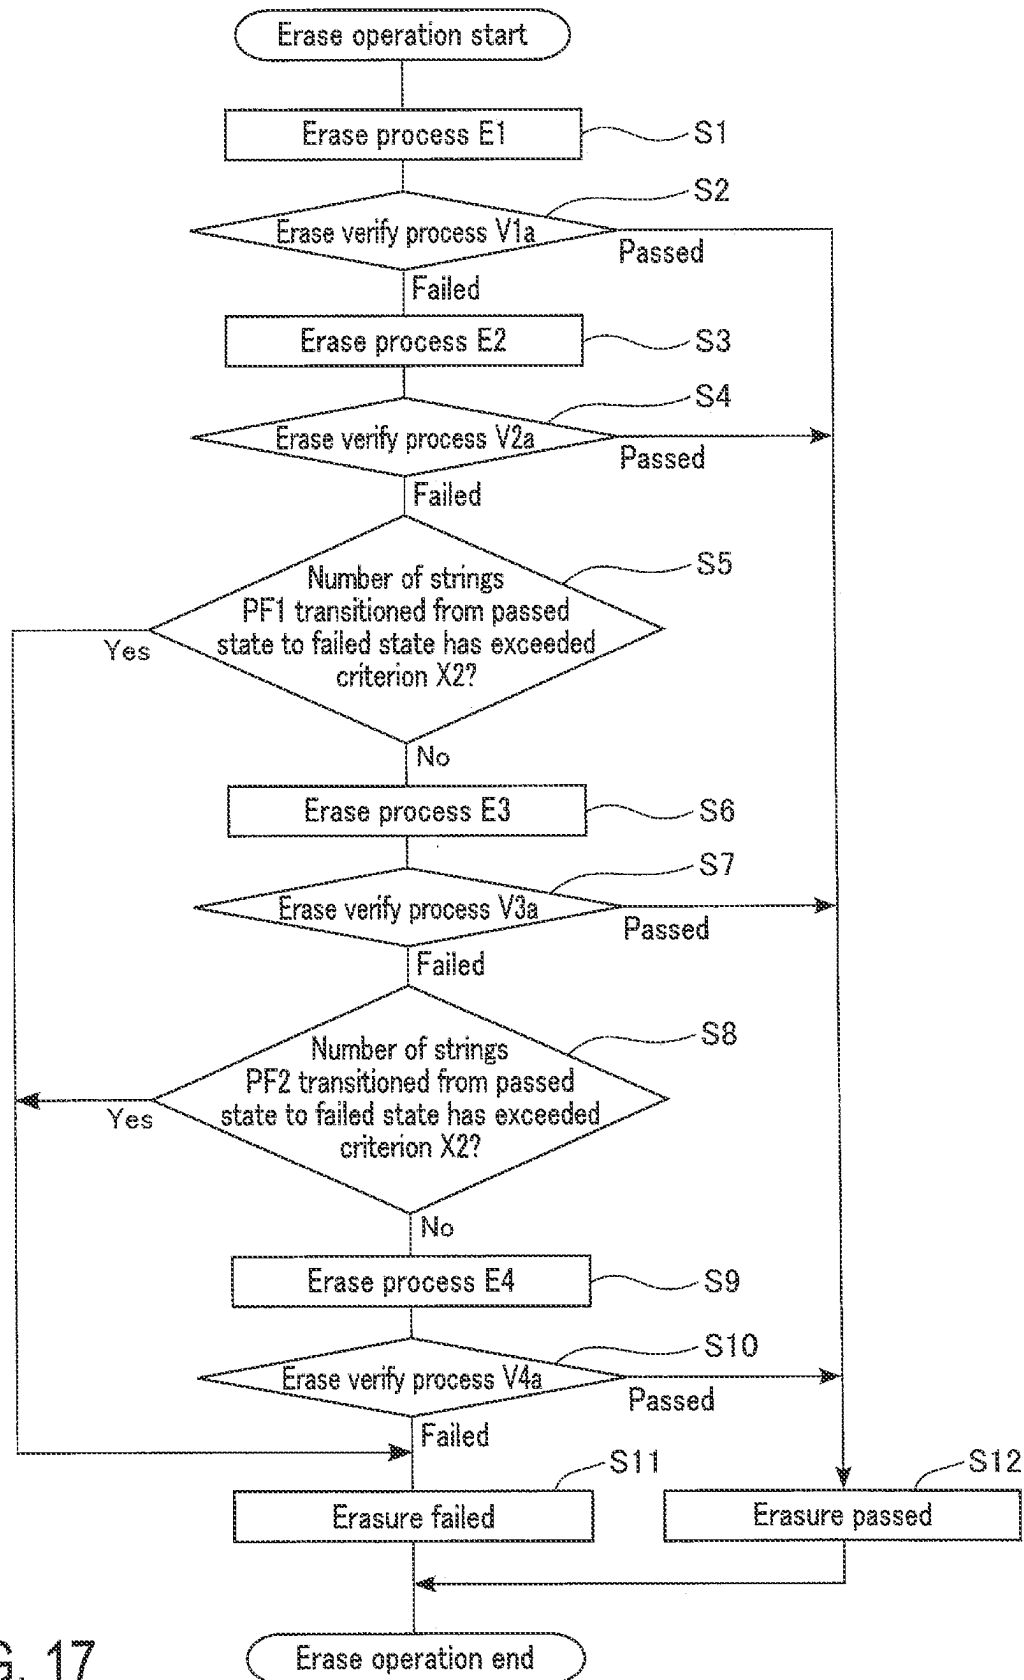 Erase operation start
Erase process E1
S1
S2
Erase verify process V1a
Passed
Failed
Erase process E2
S3
S4
Erase verify process V2a
Passed
Failed
S5
Number of strings
PF1 transitioned from passed
state to failed state has exceeded
criterion X2?
Yes
No
Erase process E3
S6
S7
Erase verify process V3a
Passed
Failed
S8
Number of strings
PF2 transitioned from passed
state to failed state has exceeded
criterion X2?
Yes
No
Erase process E4
S9
S10
Erase verify process V4a
Passed
Failed
S11
S12
Erasure failed
Erasure passed
Erase operation end
G. 17